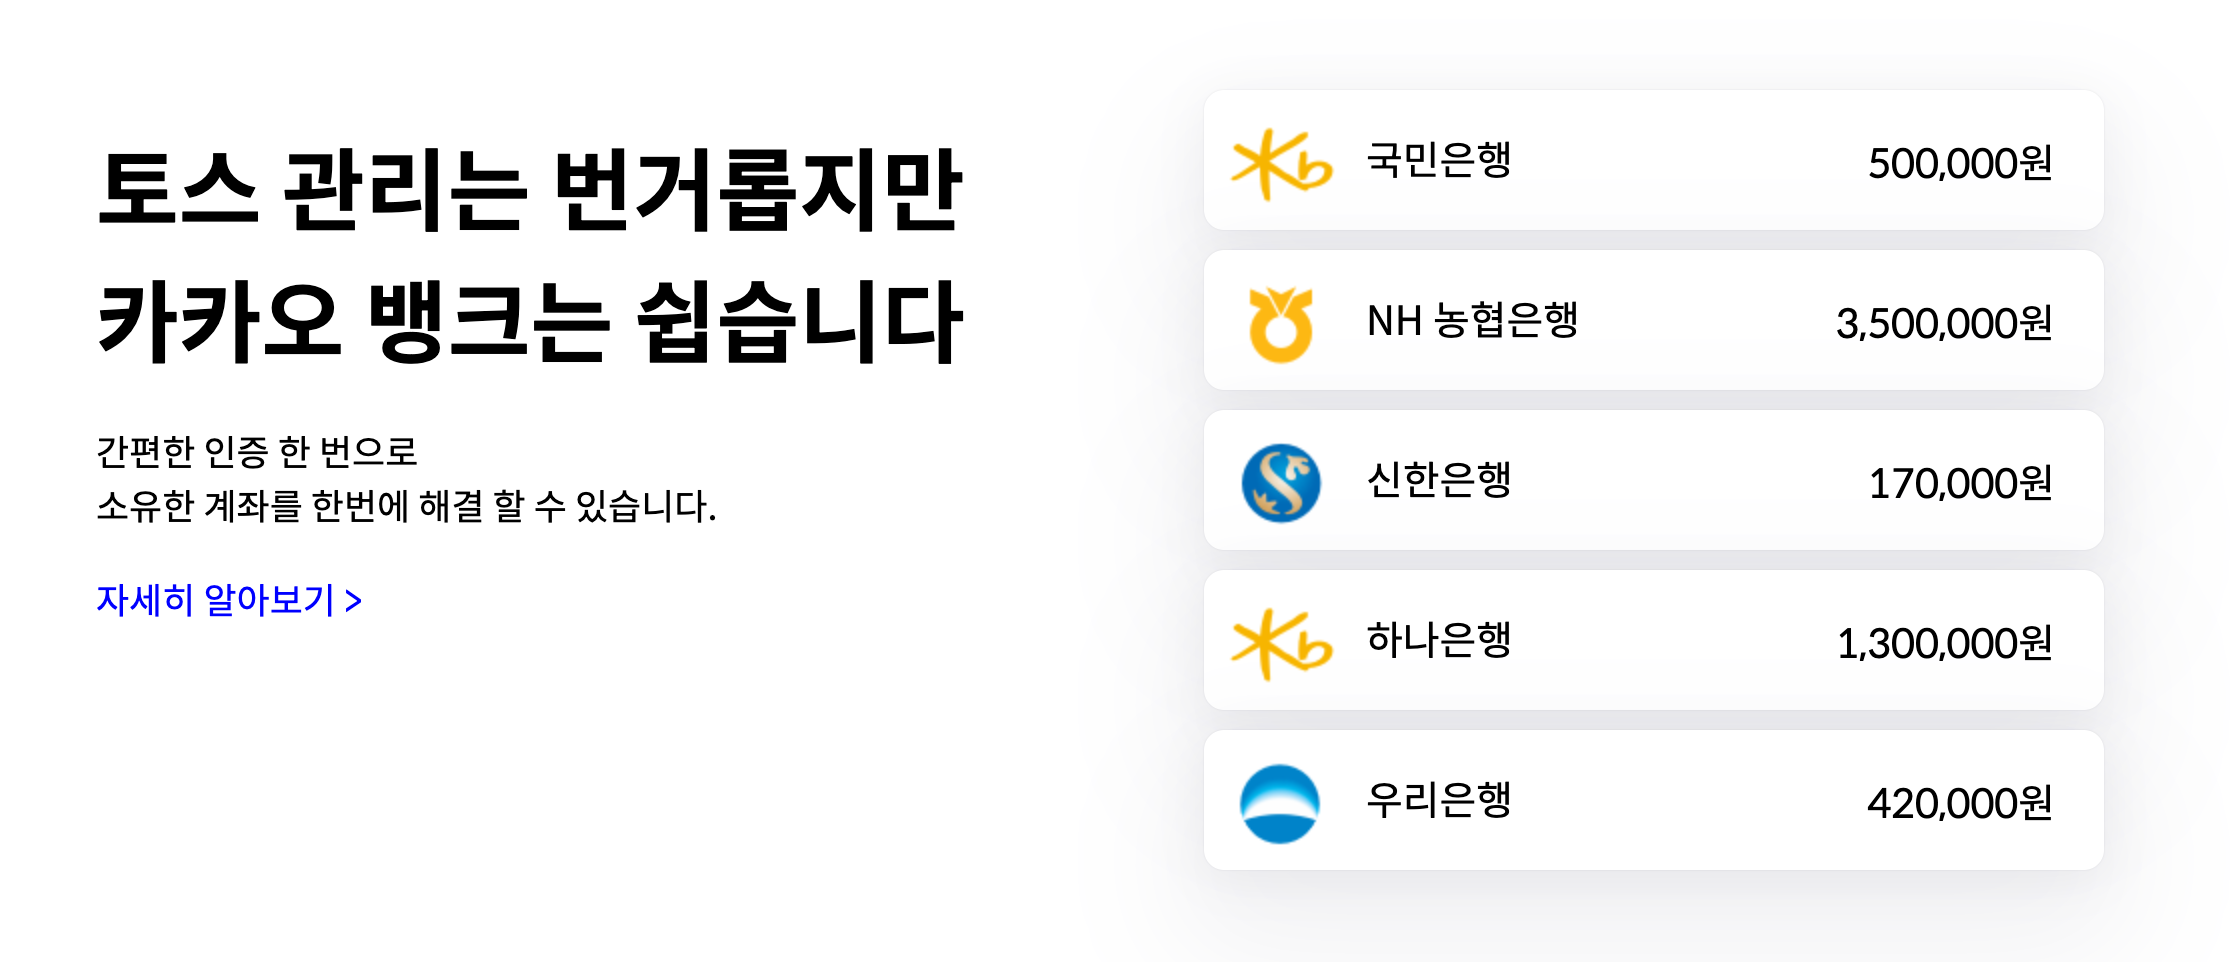 토스 관리는 번거롭지만
카카오 뱅크는 쉽습니다
간편한 인증 한 번으로
소유한 계좌를 한번에 해결 할 수 있습니다.
자세히 알아보기 >
국민은행 500,000원
NH 농협은행 3,500,000원
신한은행 170,000원
하나은행 1,300,000원
우리은행 420,000원